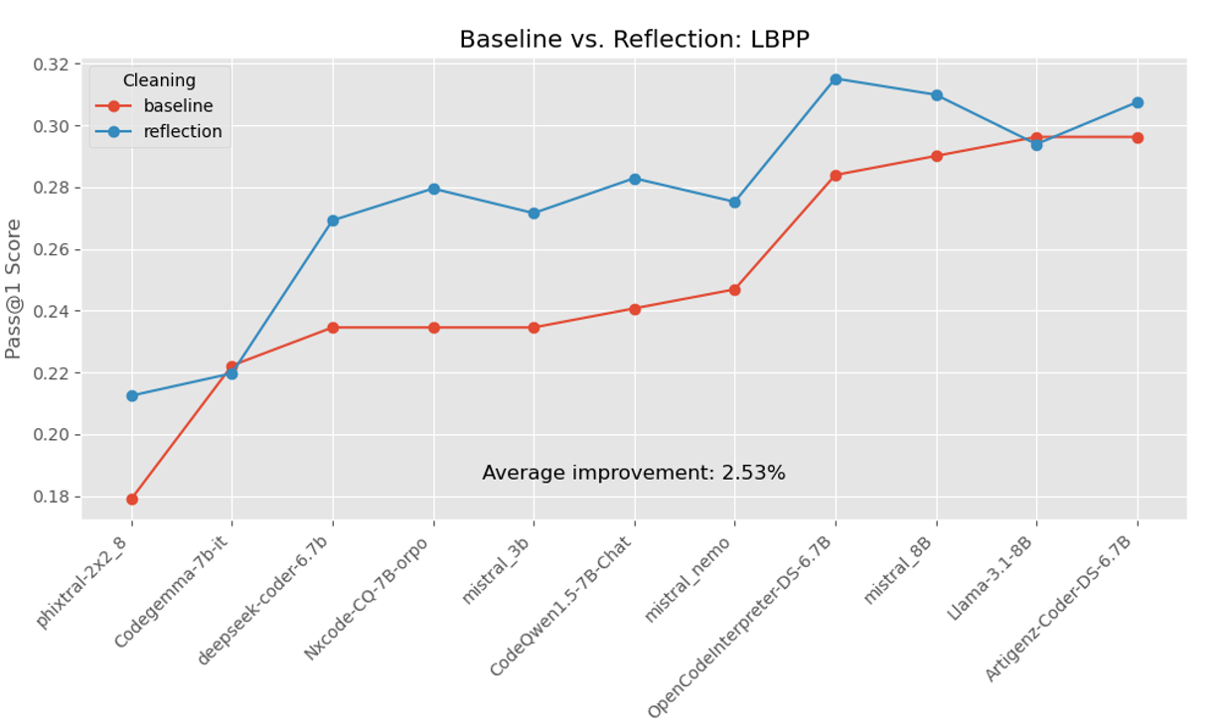 Baseline vs. Reflection: LBPP
Cleaning
baseline
reflection
Pass@1 Score
0.32
0.30
0.28
0.26
0.24
0.22
0.20
0.18
Average improvement: 2.53%
phixtral-2x2_8
Codegemma-7b-it
deepseek-coder-6.7b
Nxcode-CQ-7B-orpo
mistral_3b
CodeQwen1.5-7B-Chat
mistral_nemo
OpenCodeInterpreter-DS-6.7B
mistral_8B
Llama-3.1-8B
Artigenz-Coder-DS-6.7B